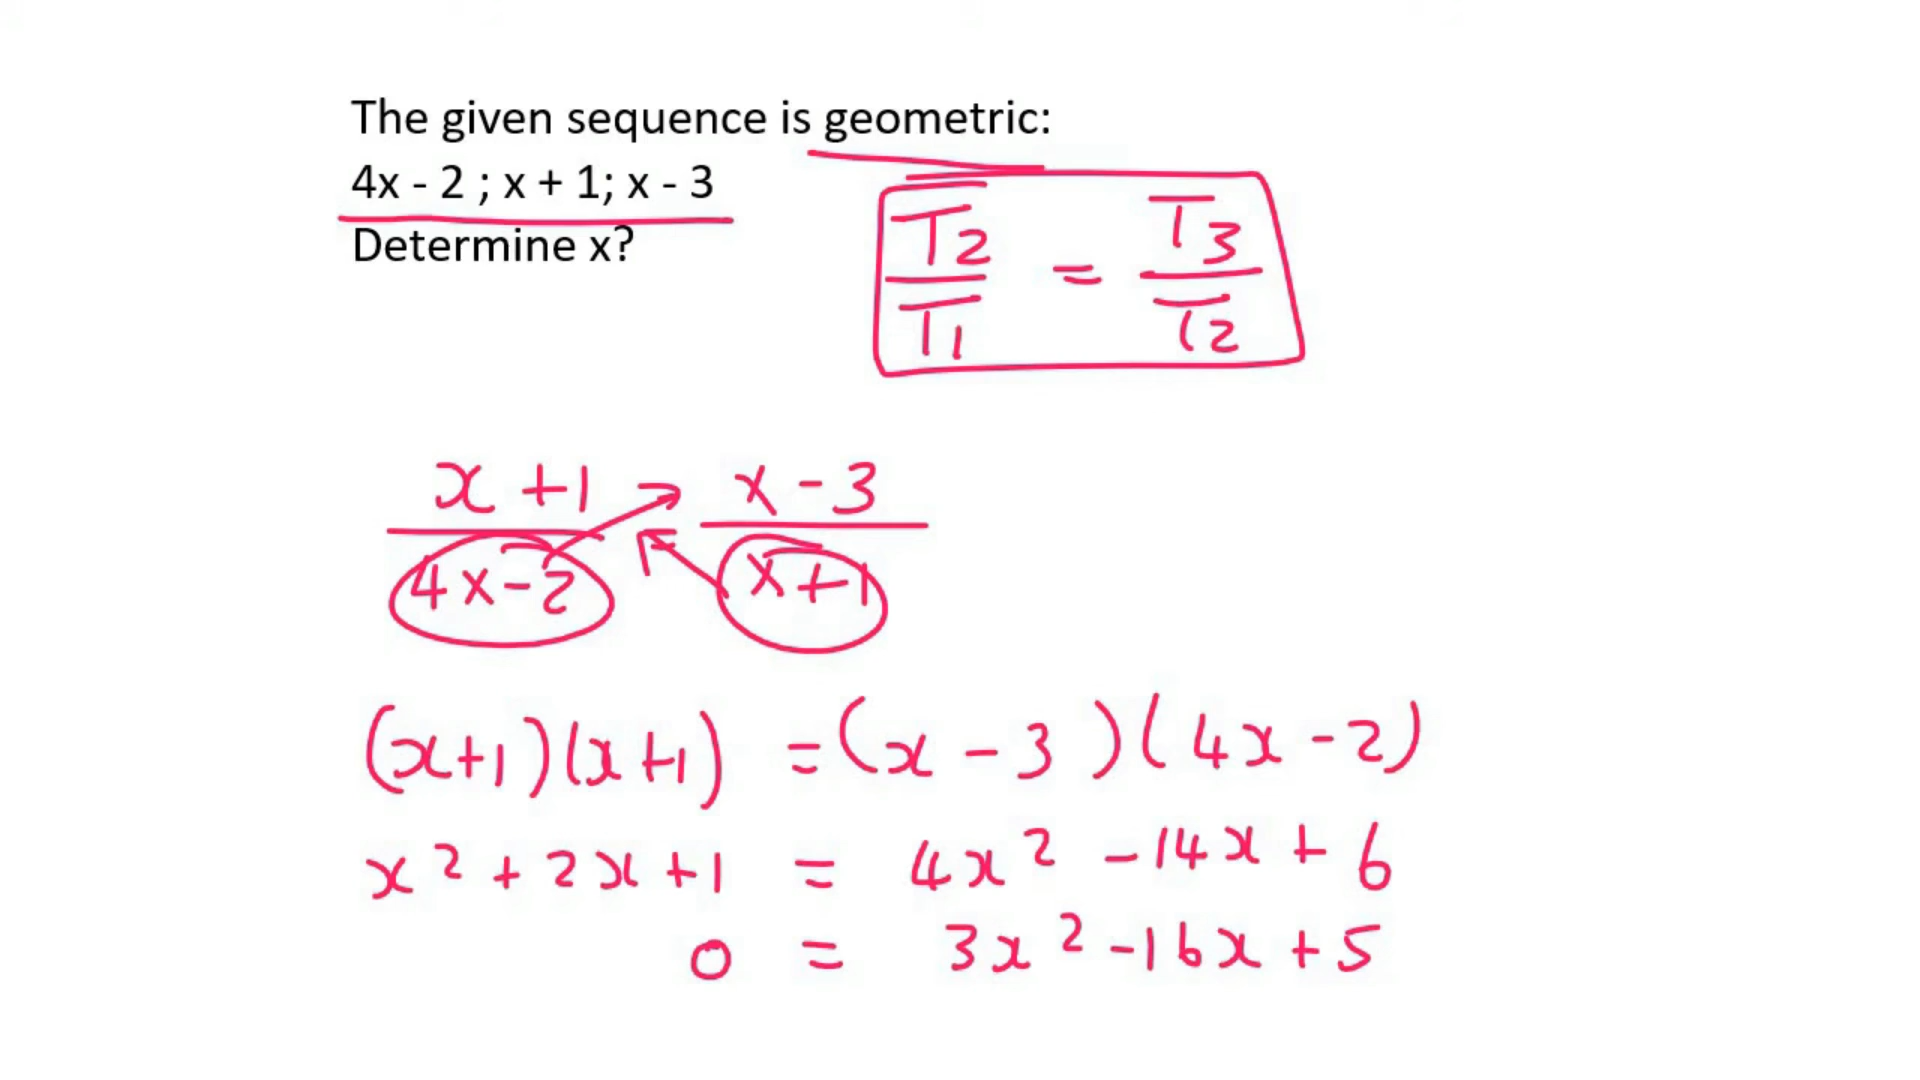 The given sequence is geometric:
4x - 2 ; x + 1; x - 3
Determine x?
T2/T1 = T3/T2
x+1 x-3
4x-2 x+1
(x+1)(x+1) = (x-3)(4x-2)
x²+2x+1 = 4x²-14x+6
0 = 3x²-16x+5